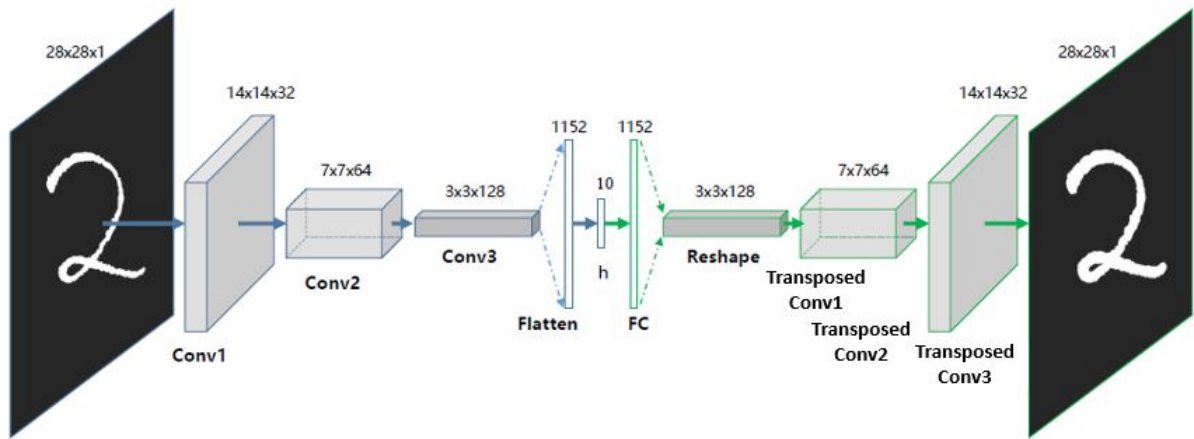 28x28x1
14x14x32
7x7x64
3x3x128
1152
1152
10
3x3x128
7x7x64
14x14x32
28x28x1
2
2
h
Conv1
Conv2
Conv3
Flatten
FC
Reshape
Transposed
Conv1
Transposed
Conv2
Transposed
Conv3